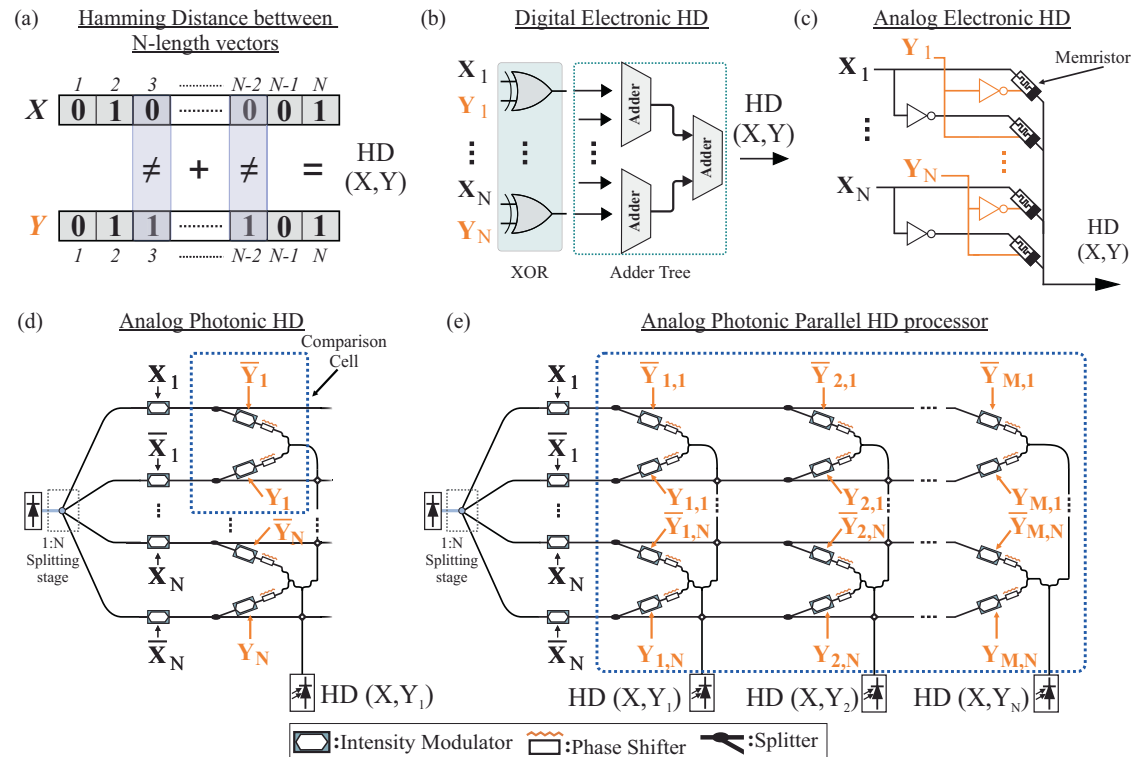 (a)
Hamming Distance bettween
N-length vectors
1 2 3 ........... N-2 N-1 N
X 0 1 0 ........ 0 0 1
≠ + ≠ = HD
(X,Y)
Y 0 1 1 ........ 1 0 1
1 2 3 ........... N-2 N-1 N
(b)
Digital Electronic HD
X1
Y1
XN
YN
XOR
Adder
Adder
Adder
Adder Tree
HD
(X,Y)
(c)
Analog Electronic HD
Y1
X1
Memristor
YN
XN
HD
(X,Y)
(d)
Analog Photonic HD
Comparison
Cell
X1
Y̅1
X̅1
Y1
1:N
Splitting
stage
Y̅N
XN
YN
X̅N
HD (X,Y1)
(e)
Analog Photonic Parallel HD processor
X1
Y̅1,1
Y̅2,1
Y̅M,1
X̅1
Y1,1
Y2,1
YM,1
1:N
Splitting
stage
Y̅1,N
Y̅2,N
Y̅M,N
XN
X̅N
Y1,N
Y2,N
YM,N
HD (X,Y1)
HD (X,Y2)
HD (X,YN)
:Intensity Modulator
:Phase Shifter
:Splitter